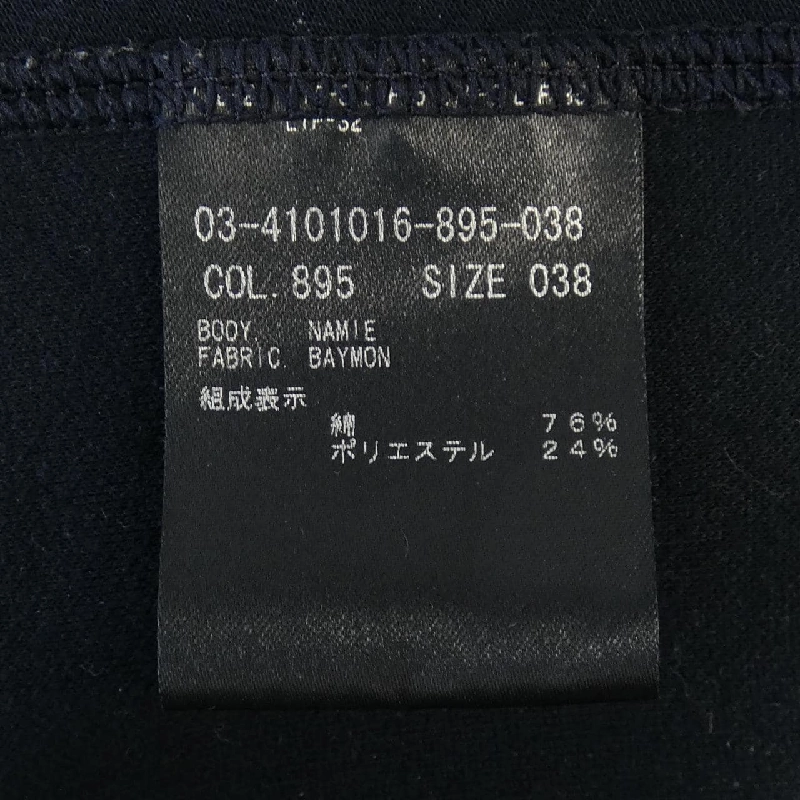 03-4101016-895-038
COL. 895 SIZE 038
BODY. NAMIE
FABRIC. BAYMON
組成表示
綿 76%
ポリエステル 24%